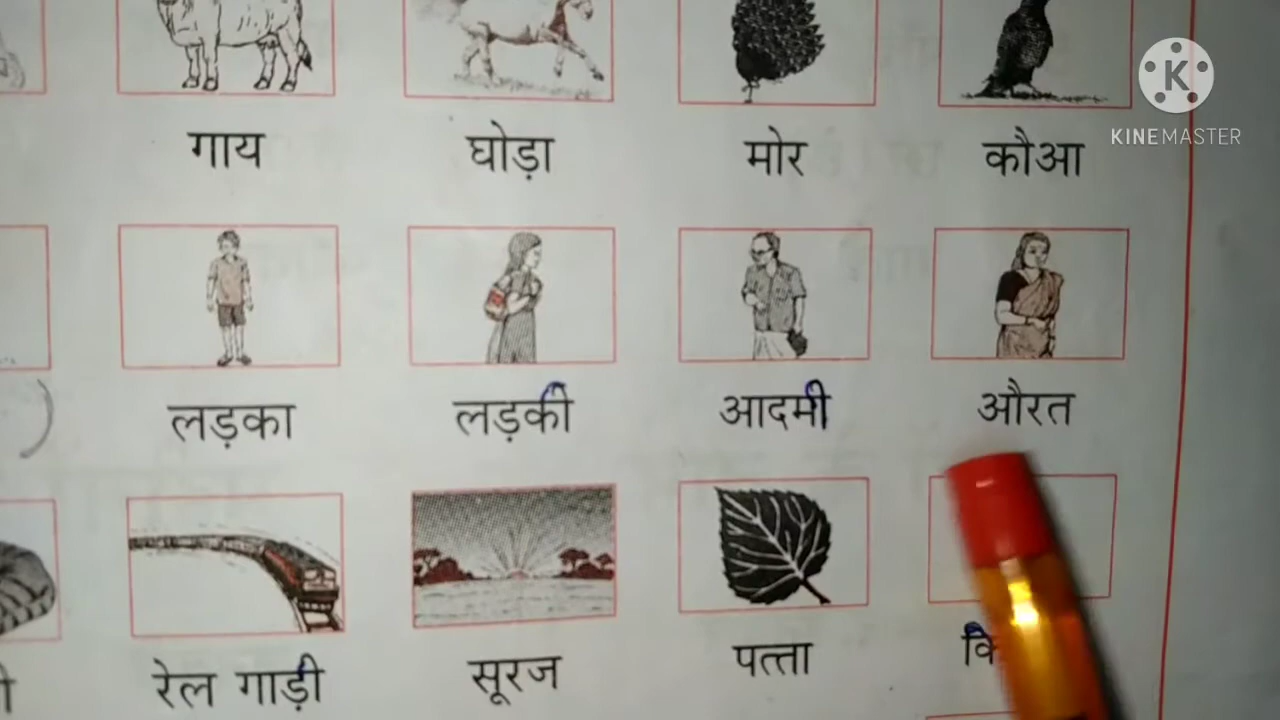 KINEMASTER
गाय घोड़ा मोर कौआ
लड़का लड़की आदमी औरत
रेल गाड़ी सूरज पत्ता